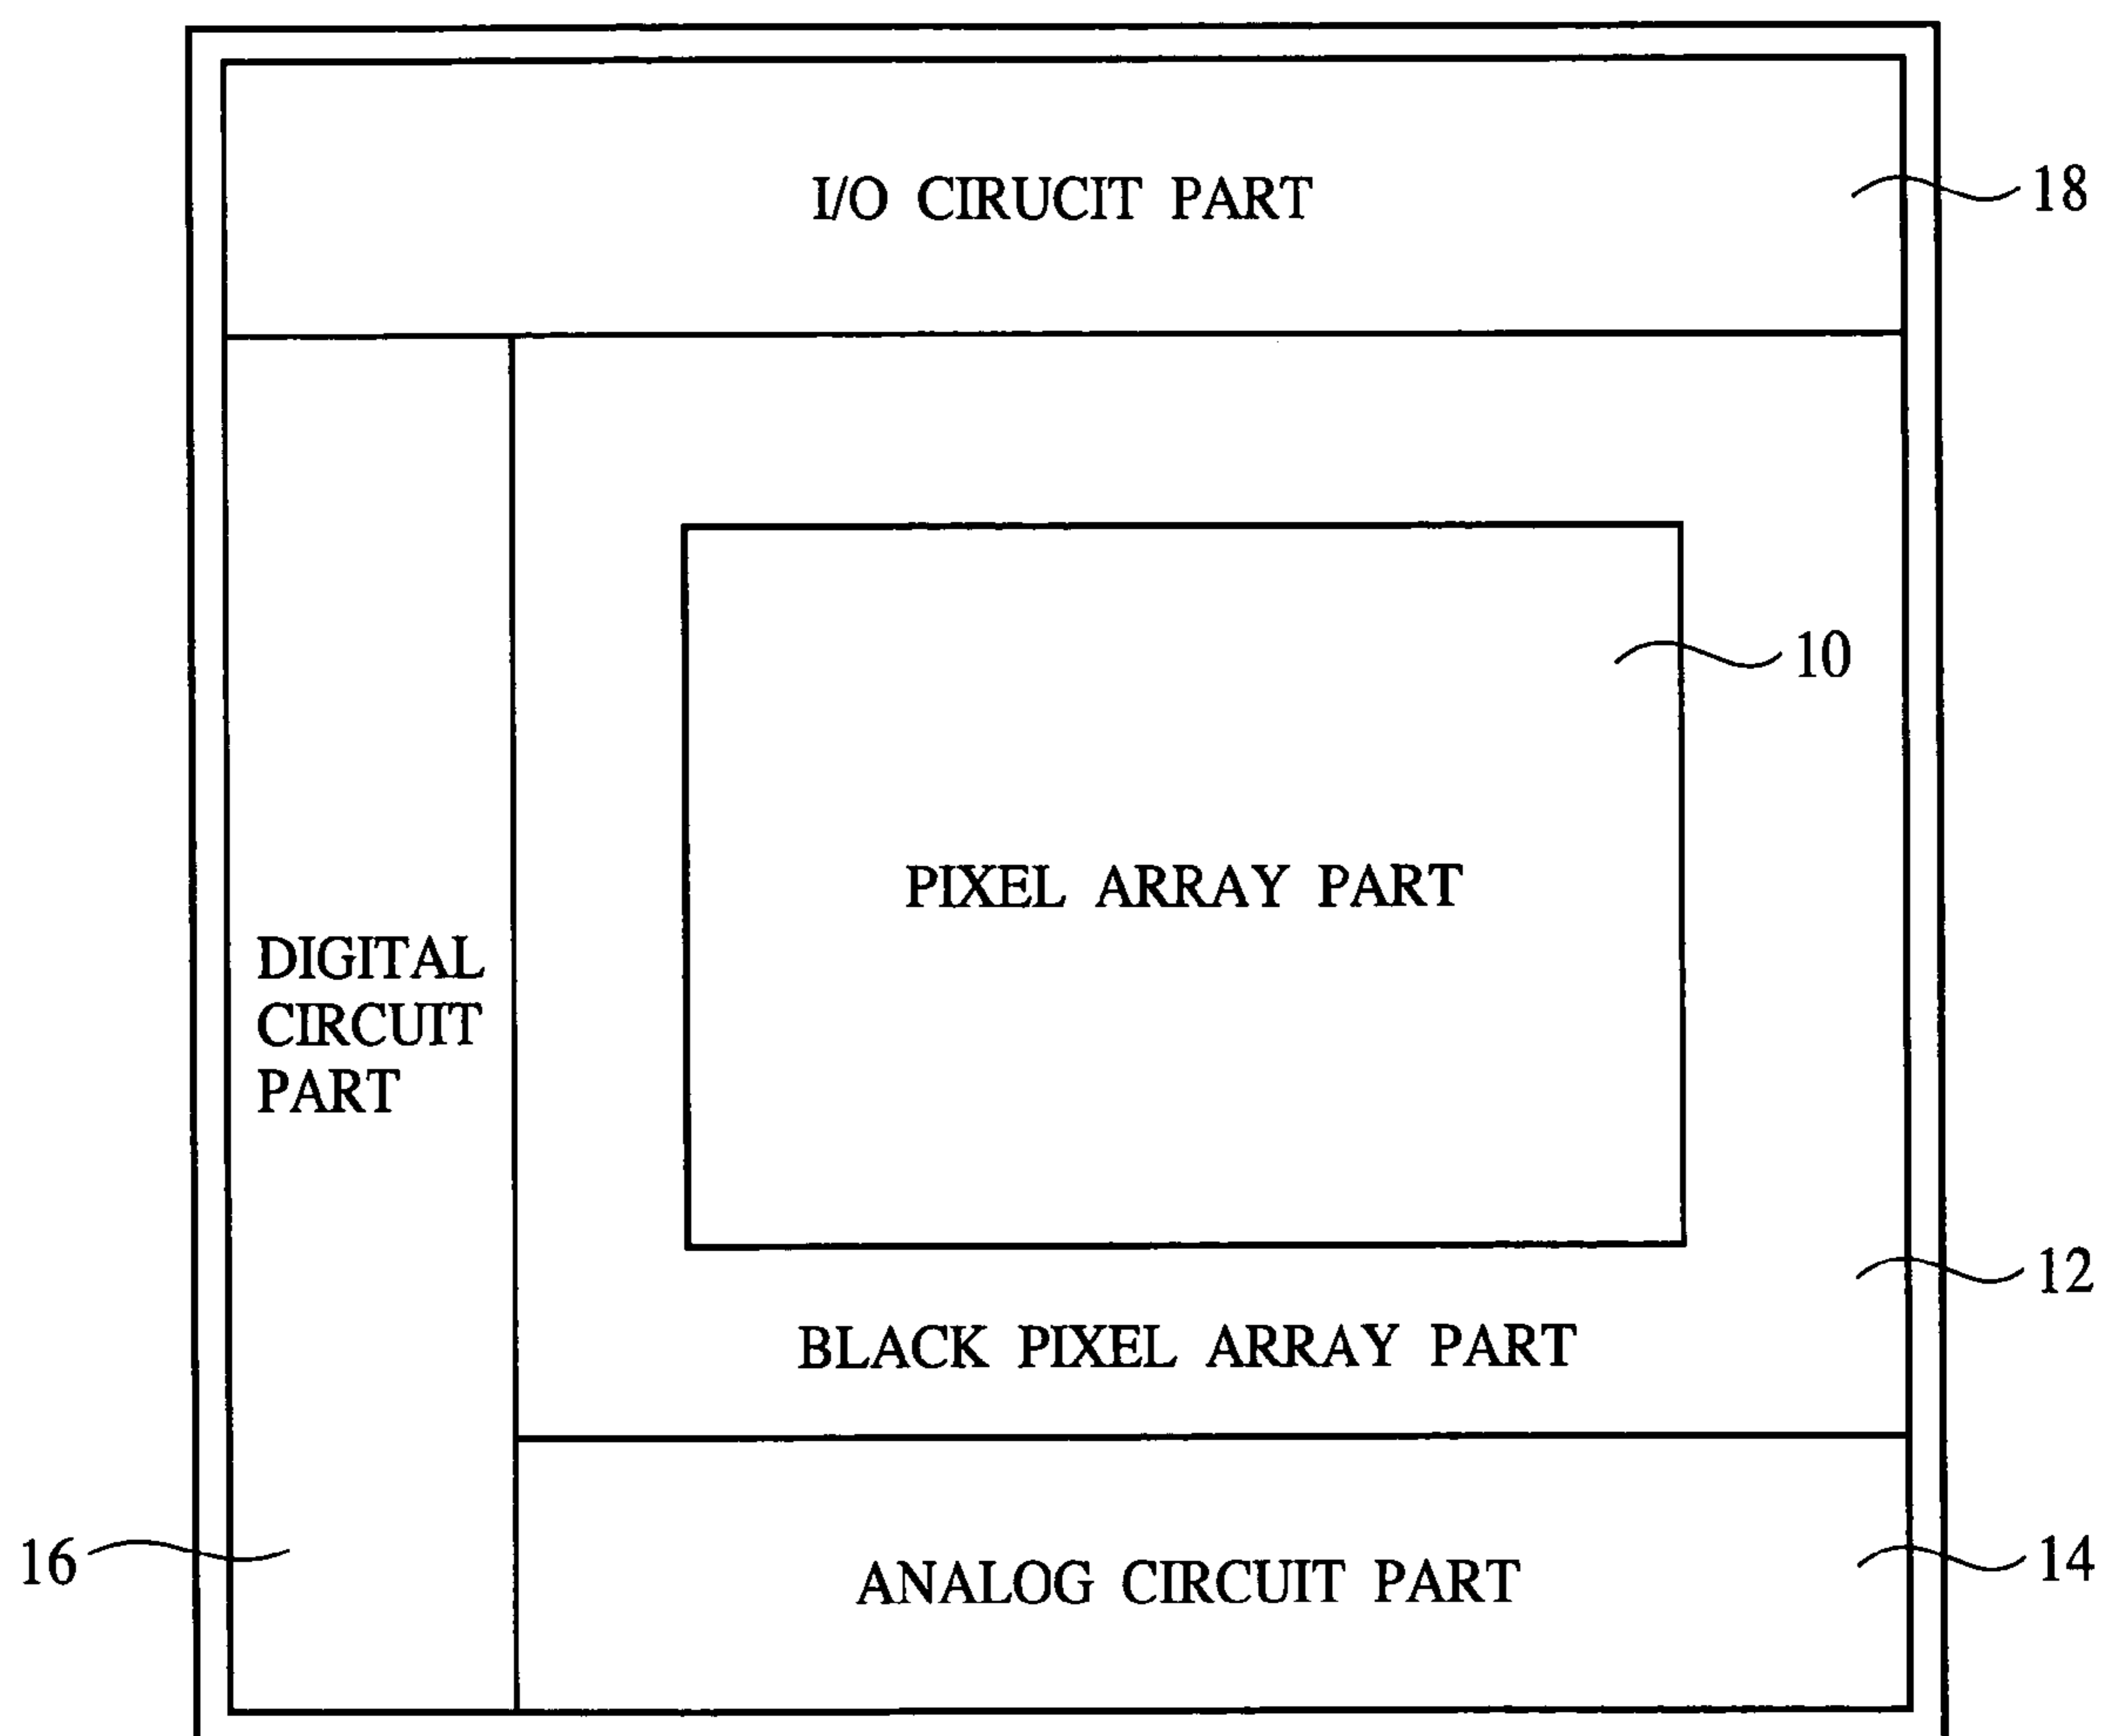 I/O CIRUCIT PART
18
10
PIXEL ARRAY PART
DIGITAL
CIRCUIT
PART
12
BLACK PIXEL ARRAY PART
16
ANALOG CIRCUIT PART
14